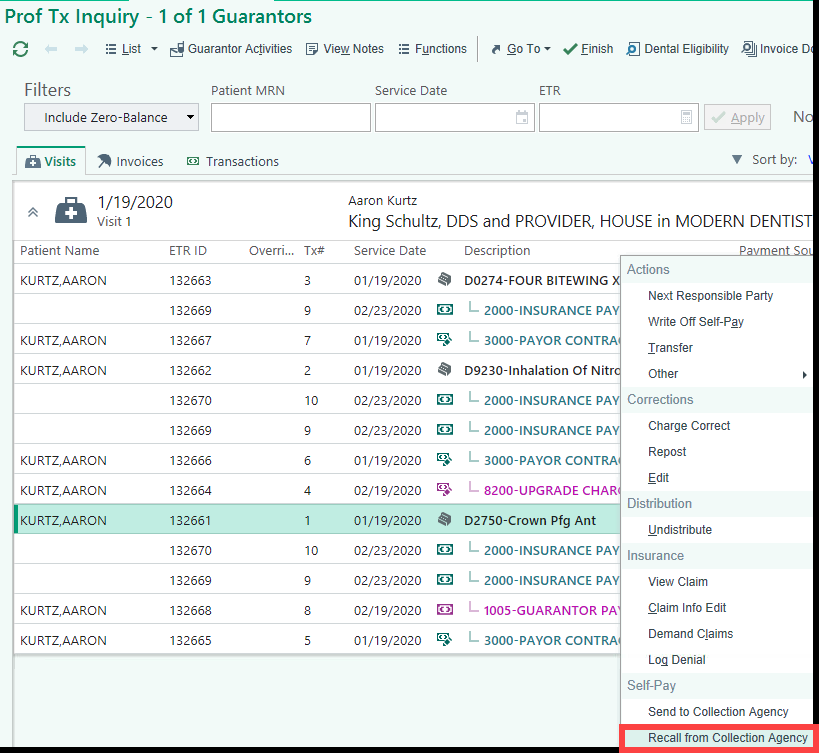 Prof Tx Inquiry - 1 of 1 Guarantors
List Guarantor Activities View Notes Functions Go To Finish Dental Eligibility Invoice Do
Filters Patient MRN Service Date ETR
Include Zero-Balance Apply No
Visits Invoices Transactions Sort by: V
1/19/2020 Aaron Kurtz
Visit 1 King Schultz, DDS and PROVIDER, HOUSE in MODERN DENTIST
Patient Name ETR ID Overri... Tx# Service Date Description Payment Sou
KURTZ,AARON 132663 3 01/19/2020 D0274-FOUR BITEWING X
132669 9 02/23/2020 2000-INSURANCE PAY
KURTZ,AARON 132667 7 01/19/2020 3000-PAYOR CONTRA
KURTZ,AARON 132662 2 01/19/2020 D9230-Inhalation Of Nitro
132670 10 02/23/2020 2000-INSURANCE PAY
132669 9 02/23/2020 2000-INSURANCE PAY
KURTZ,AARON 132666 6 01/19/2020 3000-PAYOR CONTRA
KURTZ,AARON 132664 4 02/19/2020 8200-UPGRADE CHARG
KURTZ,AARON 132661 1 01/19/2020 D2750-Crown Pfg Ant
132670 10 02/23/2020 2000-INSURANCE PAY
132669 9 02/23/2020 2000-INSURANCE PAY
KURTZ,AARON 132668 8 02/19/2020 1005-GUARANTOR PAY
KURTZ,AARON 132665 5 01/19/2020 3000-PAYOR CONTRA
Actions
Next Responsible Party
Write Off Self-Pay
Transfer
Other
Corrections
Charge Correct
Repost
Edit
Distribution
Undistribute
Insurance
View Claim
Claim Info Edit
Demand Claims
Log Denial
Self-Pay
Send to Collection Agency
Recall from Collection Agency